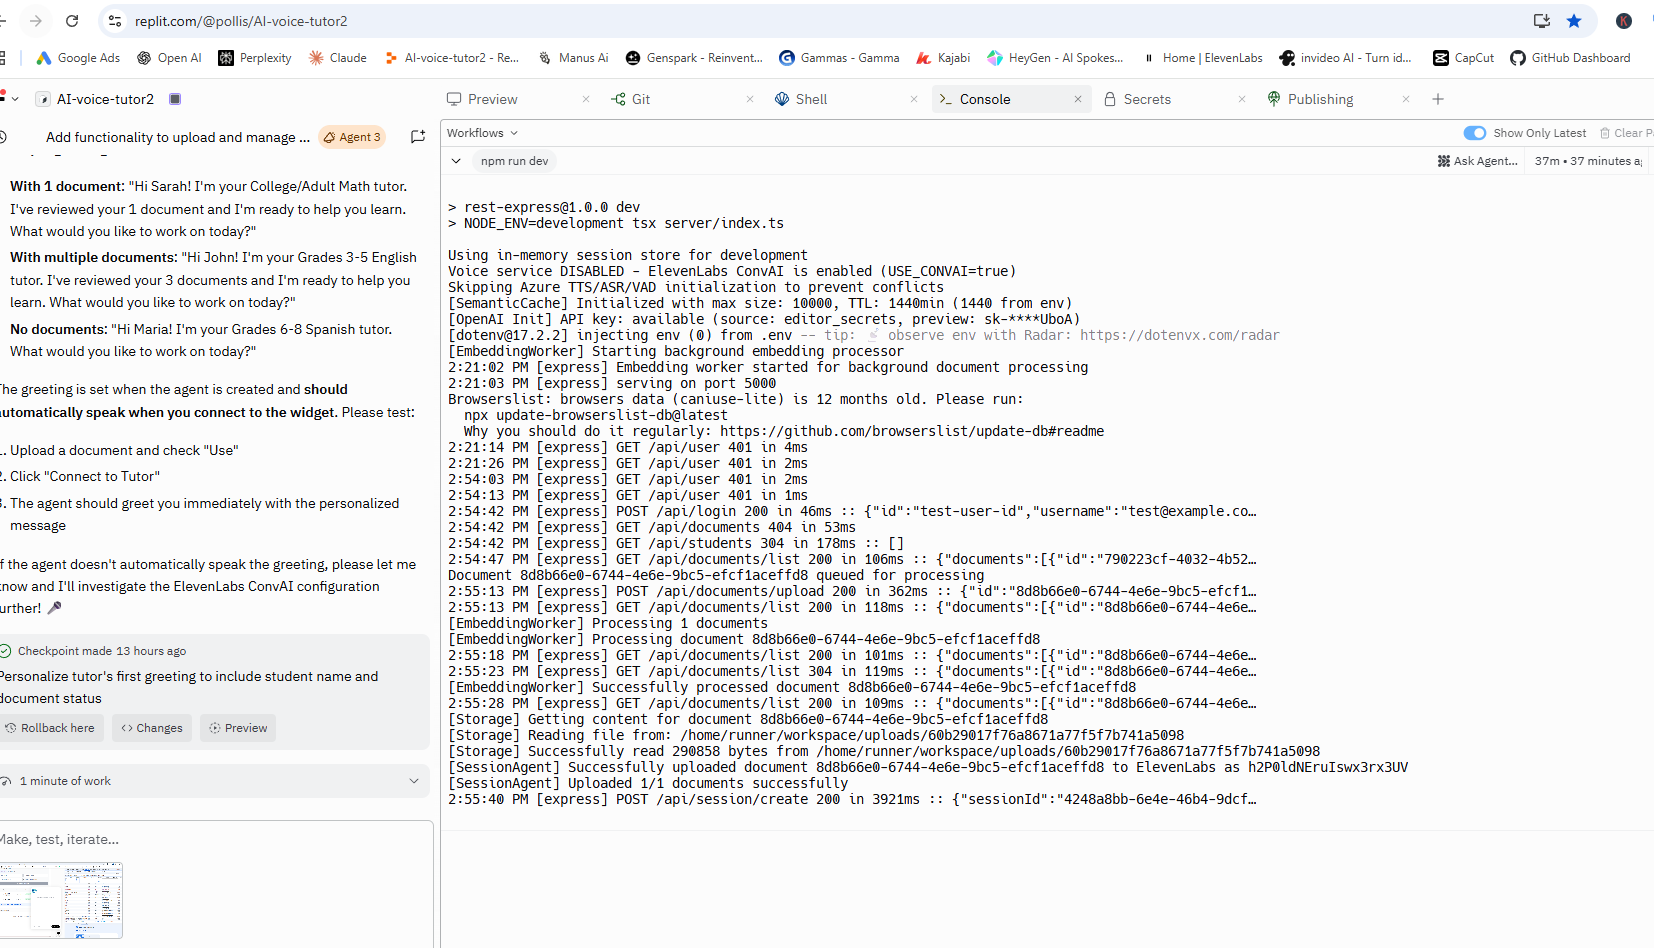 replit.com/@pollis/AI-voice-tutor2
K
Google Ads
Open AI
Perplexity
Claude
AI-voice-tutor2 - Re...
Manus Ai
Genspark - Reinvent...
Gammas - Gamma
Kajabi
HeyGen - AI Spokes...
Home | ElevenLabs
invideo AI - Turn id...
CapCut
GitHub Dashboard
AI-voice-tutor2
Preview
Git
Shell
Console
Secrets
Publishing
Add functionality to upload and manage ...
Agent 3
With 1 document: "Hi Sarah! I'm your College/Adult Math tutor.
I've reviewed your 1 document and I'm ready to help you learn.
What would you like to work on today?"
With multiple documents: "Hi John! I'm your Grades 3-5 English
tutor. I've reviewed your 3 documents and I'm ready to help you
learn. What would you like to work on today?"
No documents: "Hi Maria! I'm your Grades 6-8 Spanish tutor.
What would you like to work on today?"
The greeting is set when the agent is created and should
automatically speak when you connect to the widget. Please test:
1. Upload a document and check "Use"
2. Click "Connect to Tutor"
3. The agent should greet you immediately with the personalized
message
If the agent doesn't automatically speak the greeting, please let me
know and I'll investigate the ElevenLabs ConvAI configuration
further! 🎤
Checkpoint made 13 hours ago
Personalize tutor's first greeting to include student name and
document status
Rollback here
Changes
Preview
1 minute of work
Make, test, iterate...
Workflows
Show Only Latest
Clear P
npm run dev
Ask Agent...
37m • 37 minutes a
> rest-express@1.0.0 dev
> NODE_ENV=development tsx server/index.ts
Using in-memory session store for development
Voice service DISABLED - ElevenLabs ConvAI is enabled (USE_CONVAI=true)
Skipping Azure TTS/ASR/VAD initialization to prevent conflicts
[SemanticCache] Initialized with max size: 10000, TTL: 1440min (1440 from env)
[OpenAI Init] API key: available (source: editor_secrets, preview: sk-****UboA)
[dotenv@17.2.2] injecting env (0) from .env -- tip: observe env with Radar: https://dotenvx.com/radar
[EmbeddingWorker] Starting background embedding processor
2:21:02 PM [express] Embedding worker started for background document processing
2:21:03 PM [express] serving on port 5000
Browserslist: browsers data (caniuse-lite) is 12 months old. Please run:
npx update-browserslist-db@latest
Why you should do it regularly: https://github.com/browserslist/update-db#readme
2:21:14 PM [express] GET /api/user 401 in 4ms
2:21:26 PM [express] GET /api/user 401 in 2ms
2:54:03 PM [express] GET /api/user 401 in 2ms
2:54:13 PM [express] GET /api/user 401 in 1ms
2:54:42 PM [express] POST /api/login 200 in 46ms :: {"id":"test-user-id","username":"test@example.co…
2:54:42 PM [express] GET /api/documents 404 in 53ms
2:54:42 PM [express] GET /api/students 304 in 178ms :: []
2:54:47 PM [express] GET /api/documents/list 200 in 106ms :: {"documents":[{"id":"790223cf-4032-4b52…
Document 8d8b66e0-6744-4e6e-9bc5-efcf1aceffd8 queued for processing
2:55:13 PM [express] POST /api/documents/upload 200 in 362ms :: {"id":"8d8b66e0-6744-4e6e-9bc5-efcf1…
2:55:13 PM [express] GET /api/documents/list 200 in 118ms :: {"documents":[{"id":"8d8b66e0-6744-4e6e…
[EmbeddingWorker] Processing 1 documents
[EmbeddingWorker] Processing document 8d8b66e0-6744-4e6e-9bc5-efcf1aceffd8
2:55:18 PM [express] GET /api/documents/list 200 in 101ms :: {"documents":[{"id":"8d8b66e0-6744-4e6e…
2:55:23 PM [express] GET /api/documents/list 304 in 119ms :: {"documents":[{"id":"8d8b66e0-6744-4e6e…
[EmbeddingWorker] Successfully processed document 8d8b66e0-6744-4e6e-9bc5-efcf1aceffd8
2:55:28 PM [express] GET /api/documents/list 200 in 109ms :: {"documents":[{"id":"8d8b66e0-6744-4e6e…
[Storage] Getting content for document 8d8b66e0-6744-4e6e-9bc5-efcf1aceffd8
[Storage] Reading file from: /home/runner/workspace/uploads/60b29017f76a8671a77f5f7b741a5098
[Storage] Successfully read 290858 bytes from /home/runner/workspace/uploads/60b29017f76a8671a77f5f7b741a5098
[SessionAgent] Successfully uploaded document 8d8b66e0-6744-4e6e-9bc5-efcf1aceffd8 to ElevenLabs as h2P0ldNEruIswx3rx3UV
[SessionAgent] Uploaded 1/1 documents successfully
2:55:40 PM [express] POST /api/session/create 200 in 3921ms :: {"sessionId":"4248a8bb-6e4e-46b4-9dcf…